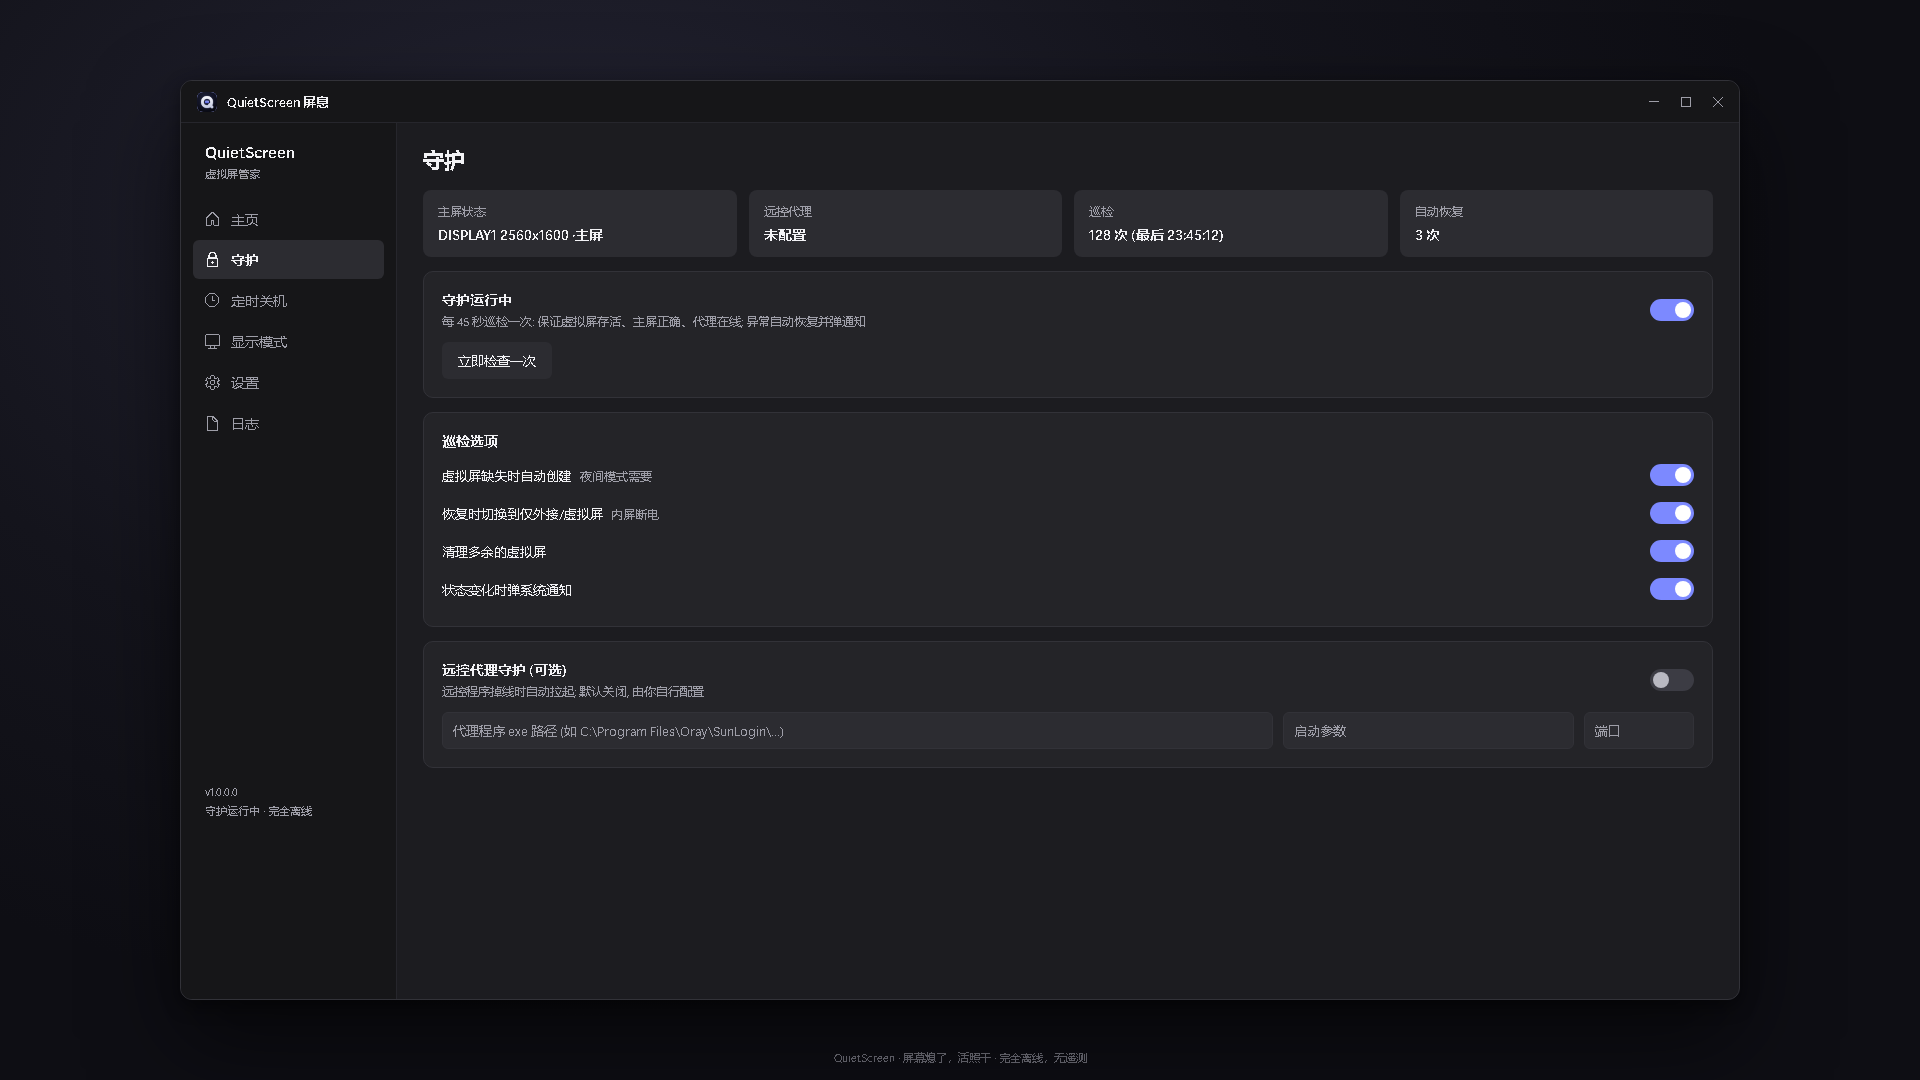 QuietScreen 屏息
QuietScreen
虚拟屏管家
主页
守护
定时关机
显示模式
设置
日志
v1.0.0.0
守护运行中 · 完全离线
守护
主屏状态
DISPLAY1 2560x1600 ·主屏
远控代理
未配置
巡检
128 次 (最后 23:45:12)
自动恢复
3 次
守护运行中
每 45 秒巡检一次: 保证虚拟屏存活、主屏正确、代理在线; 异常自动恢复并弹通知
立即检查一次
巡检选项
虚拟屏缺失时自动创建 夜间模式需要
恢复时切换到仅外接/虚拟屏 内屏断电
清理多余的虚拟屏
状态变化时弹系统通知
远控代理守护 (可选)
远控程序掉线时自动拉起; 默认关闭, 由你自行配置
代理程序 exe 路径 (如 C:\Program Files\Oray\SunLogin\...)
启动参数
端口
QuietScreen · 屏幕熄了，活照干 · 完全离线，无遥测